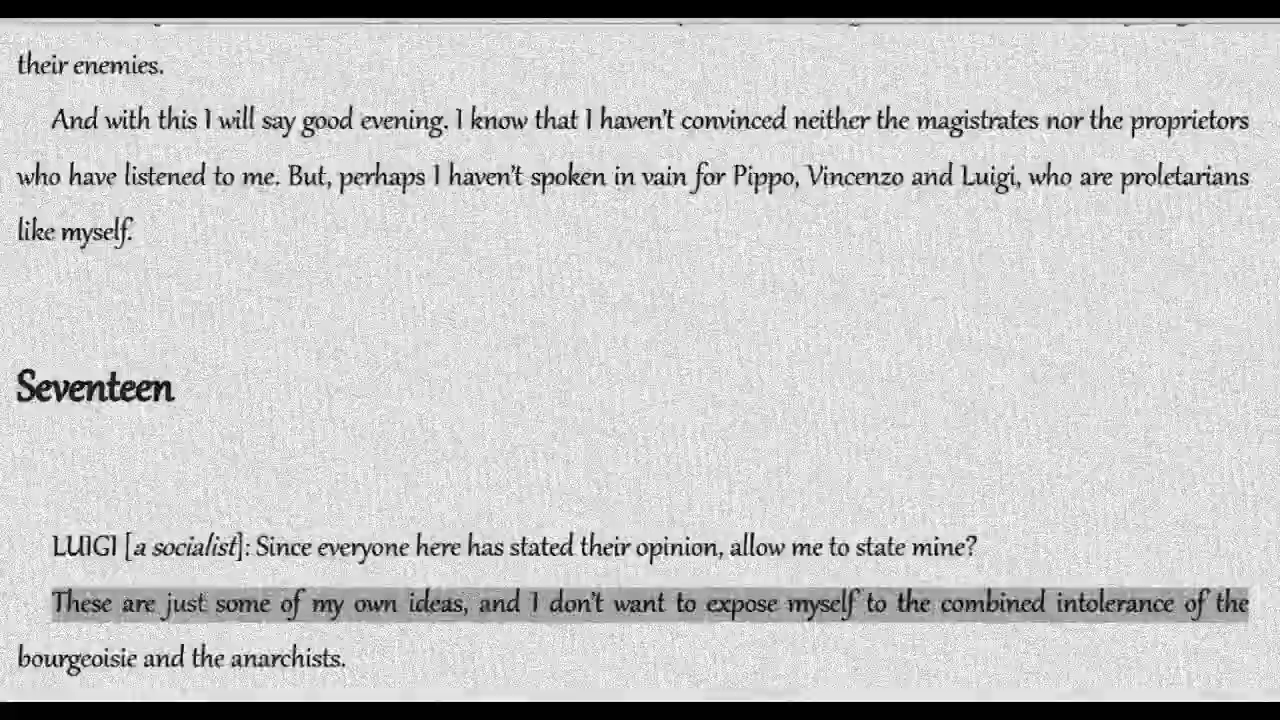 their enemies.
And with this I will say good evening. I know that I haven't convinced neither the magistrates nor the proprietors
who have listened to me. But, perhaps I haven't spoken in vain for Pippo, Vincenzo and Luigi, who are proletarians
like myself.
Seventeen
LUIGI [a socialist]: Since everyone here has stated their opinion, allow me to state mine?
These are just some of my own ideas, and I don't want to expose myself to the combined intolerance of the
bourgeoisie and the anarchists.